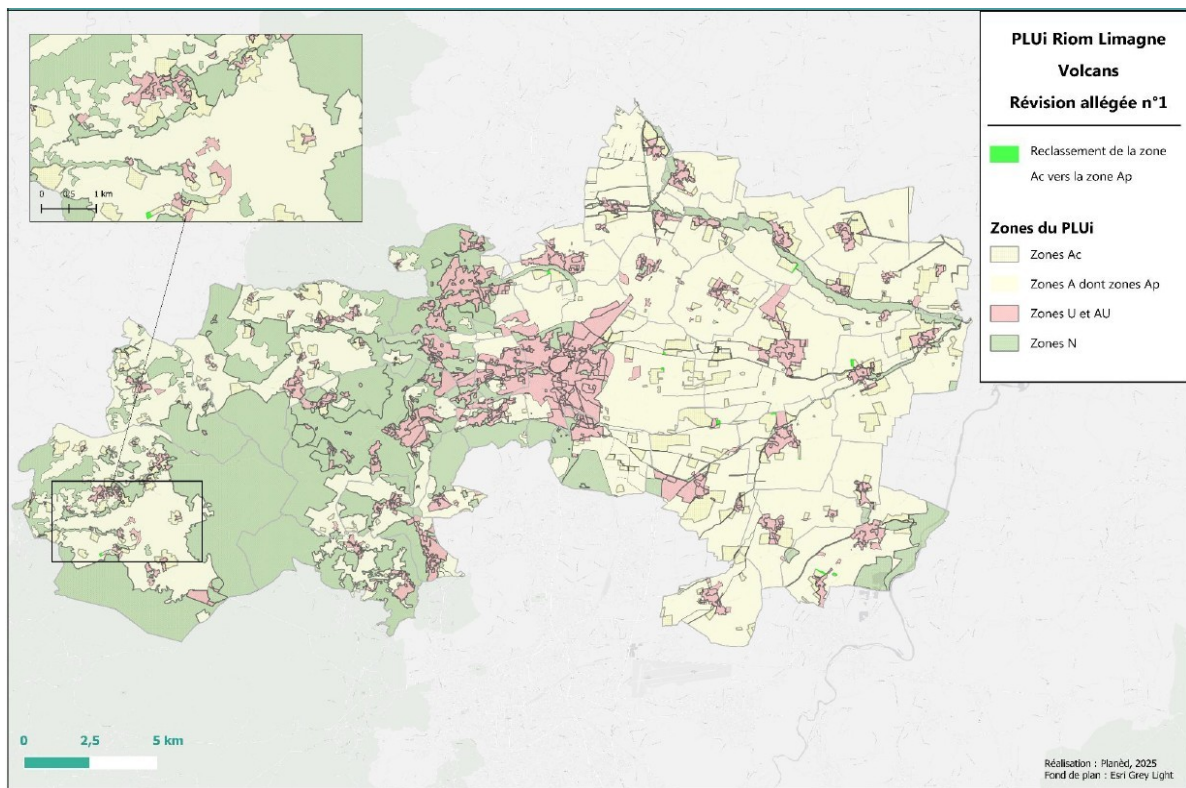 PLUi Riom Limagne
Volcans
Révision allégée n°1
Reclassement de la zone
Ac vers la zone Ap
Zones du PLUi
Zones Ac
Zones A dont zones Ap
Zones U et AU
Zones N
0 0,5 1 km
0 2,5 5 km
Réalisation : Planèd, 2025
Fond de plan : Esri Grey Light